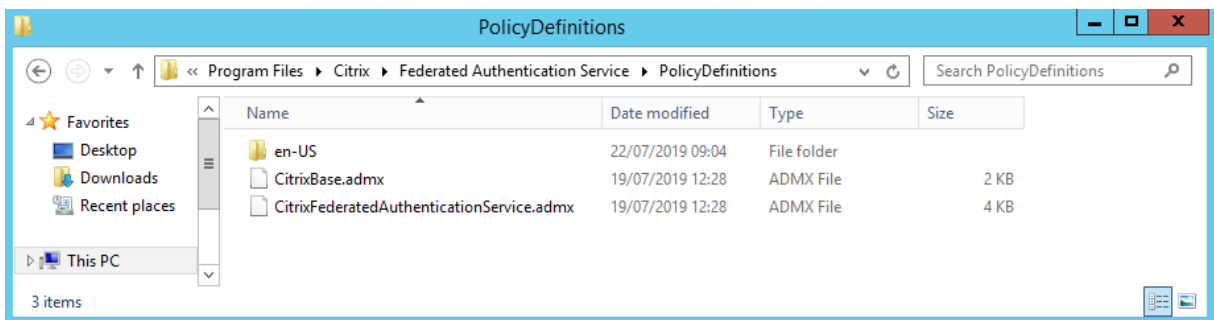 PolicyDefinitions
« Program Files Citrix Federated Authentication Service PolicyDefinitions Search PolicyDefinitions
Favorites
Desktop
Downloads
Recent places
This PC
Name Date modified Type Size
en-US 22/07/2019 09:04 File folder
CitrixBase.admx 19/07/2019 12:28 ADMX File 2 KB
CitrixFederatedAuthenticationService.admx 19/07/2019 12:28 ADMX File 4 KB
3 items